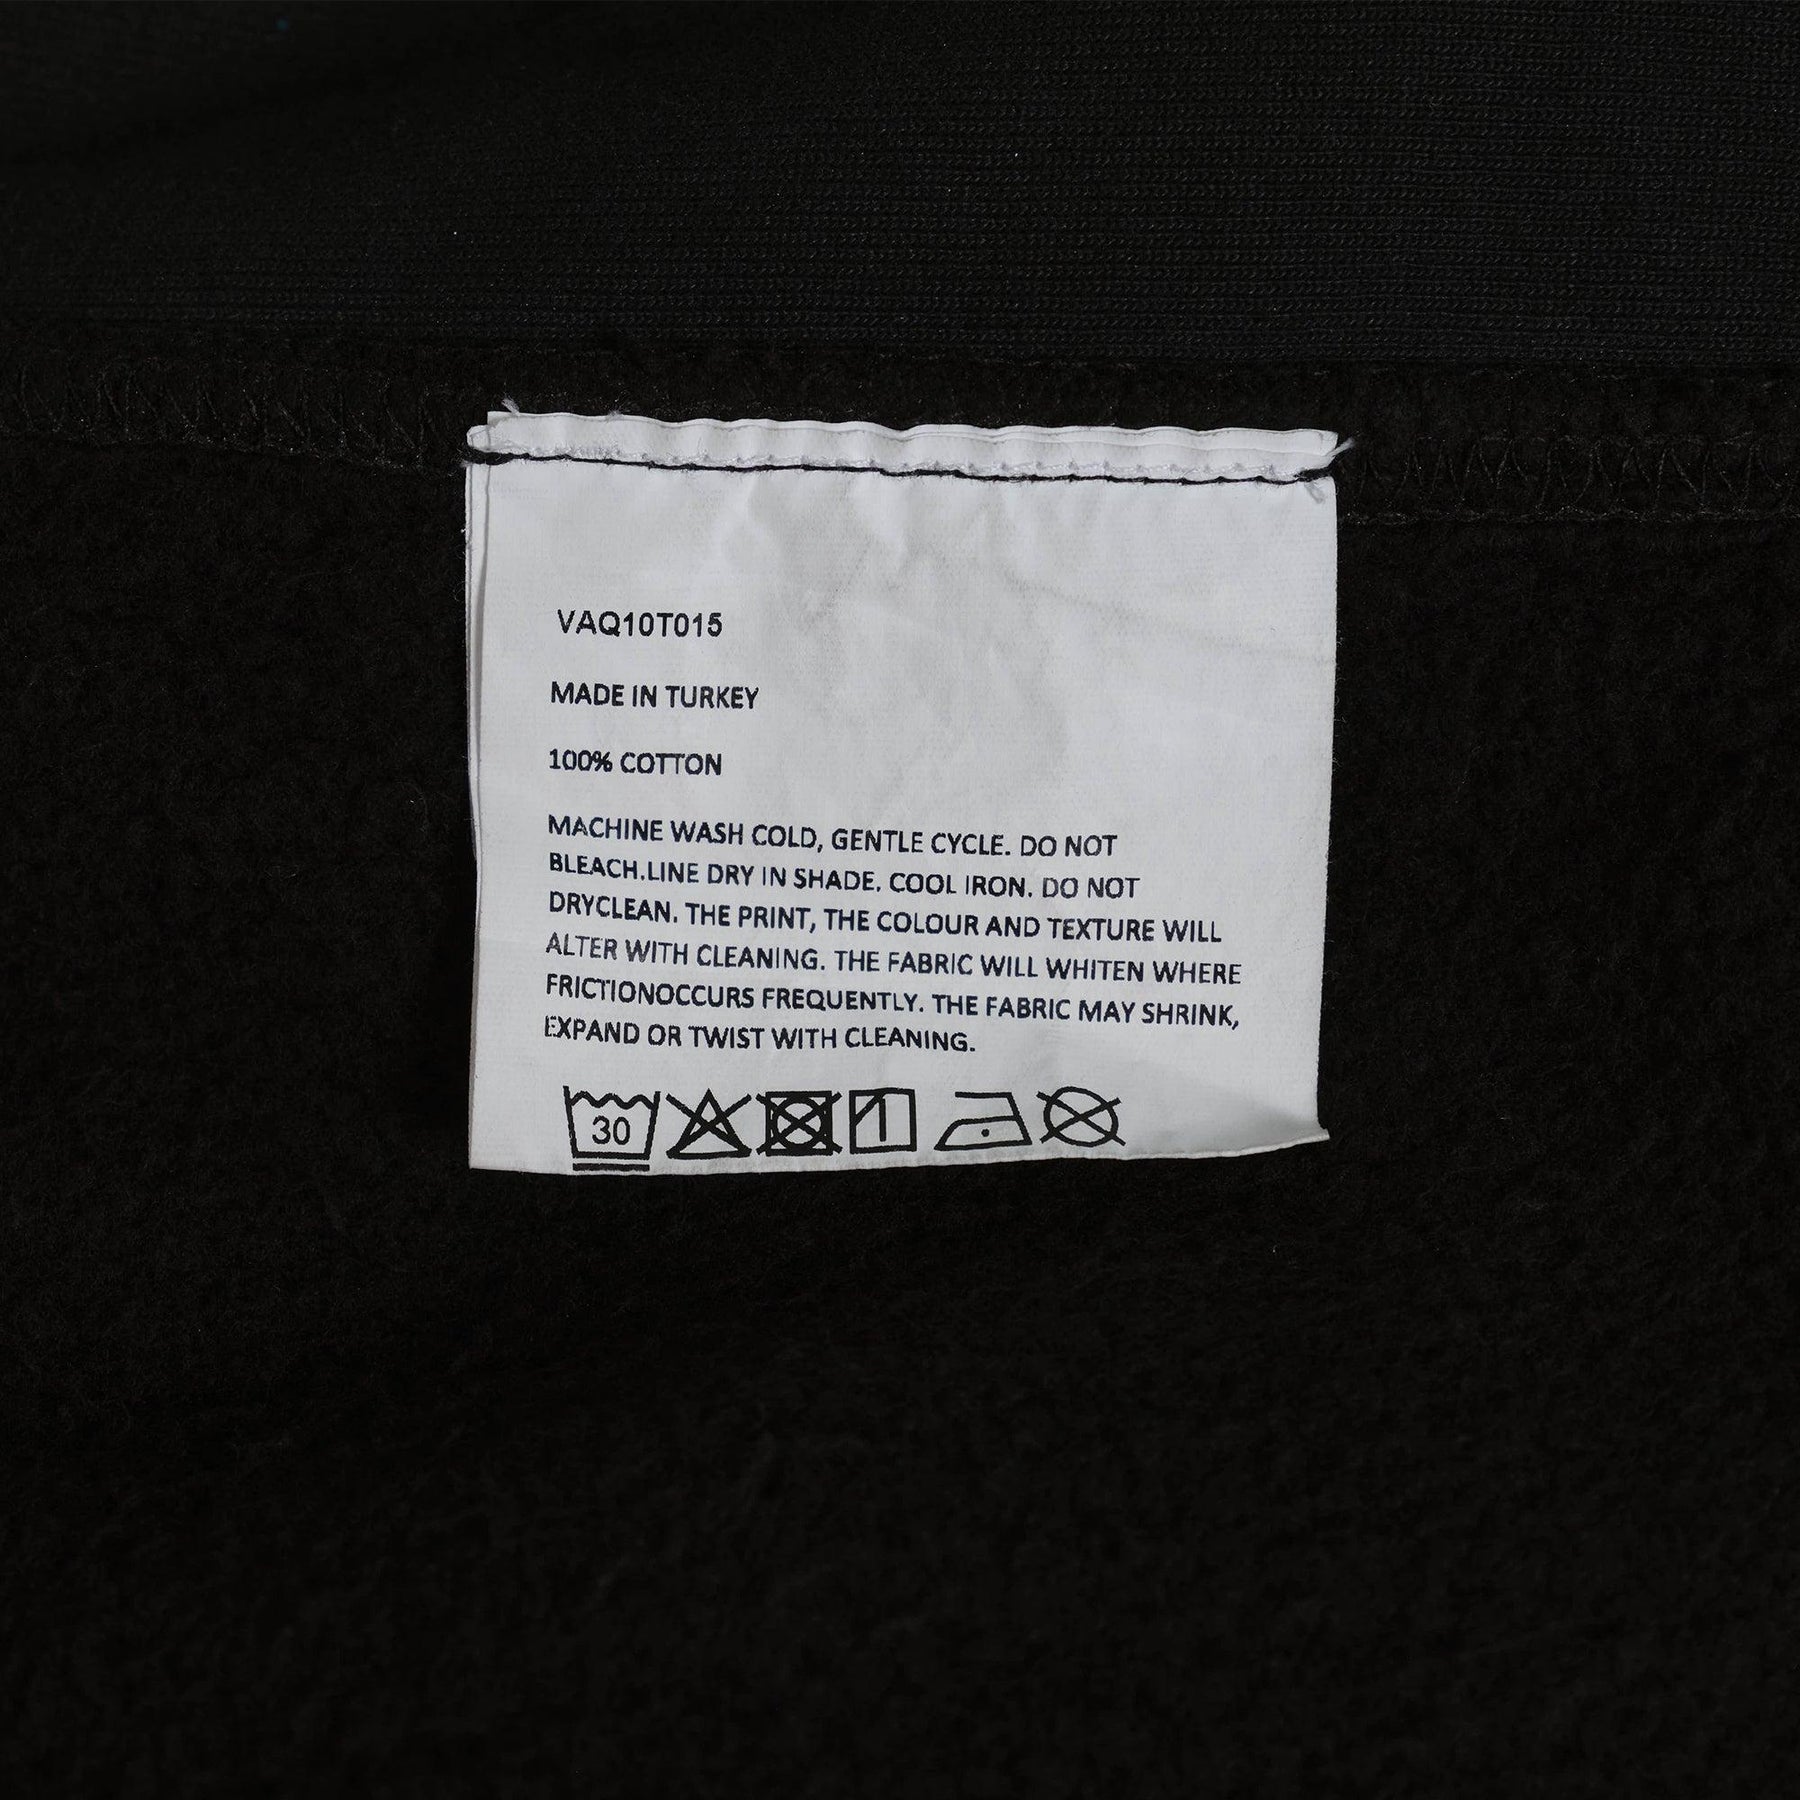 VAQ10T015
MADE IN TURKEY
100% COTTON
MACHINE WASH COLD, GENTLE CYCLE. DO NOT
BLEACH.LINE DRY IN SHADE. COOL IRON. DO NOT
DRYCLEAN. THE PRINT, THE COLOUR AND TEXTURE WILL
ALTER WITH CLEANING. THE FABRIC WILL WHITEN WHERE
FRICTIONOCCURS FREQUENTLY. THE FABRIC MAY SHRINK,
EXPAND OR TWIST WITH CLEANING.
30